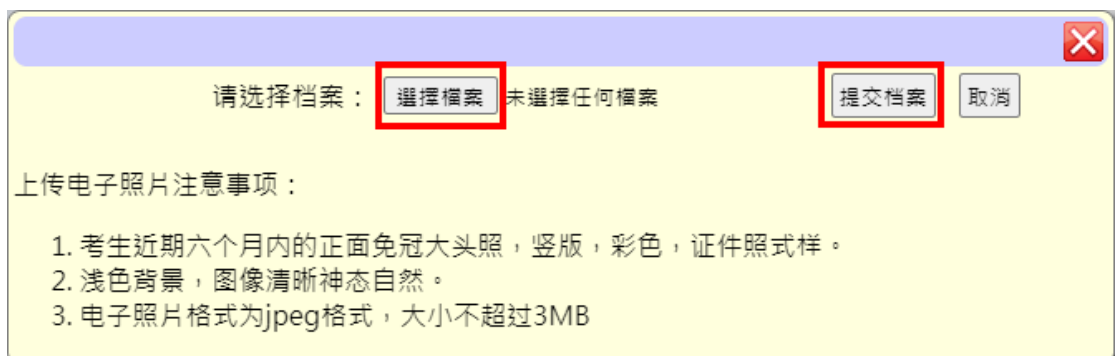 请选择档案： 選擇檔案 未選擇任何檔案 提交档案 取消
上传电子照片注意事项：
1. 考生近期六个月内的正面免冠大头照，竖版，彩色，证件照式样。
2. 浅色背景，图像清晰神态自然。
3. 电子照片格式为jpeg格式，大小不超过3MB